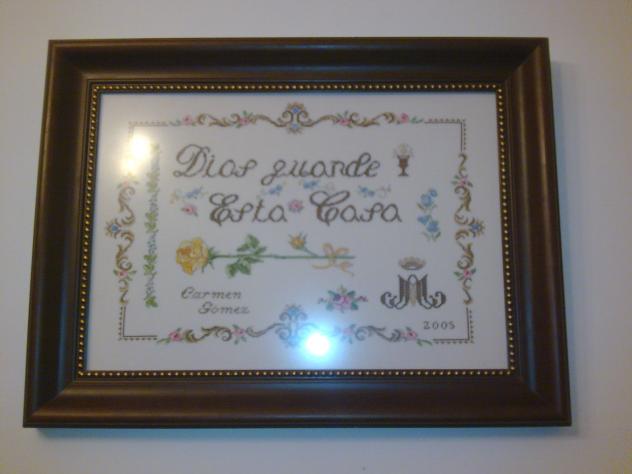 Dios guarde
Esta Casa
Carmen
Gomez
2005